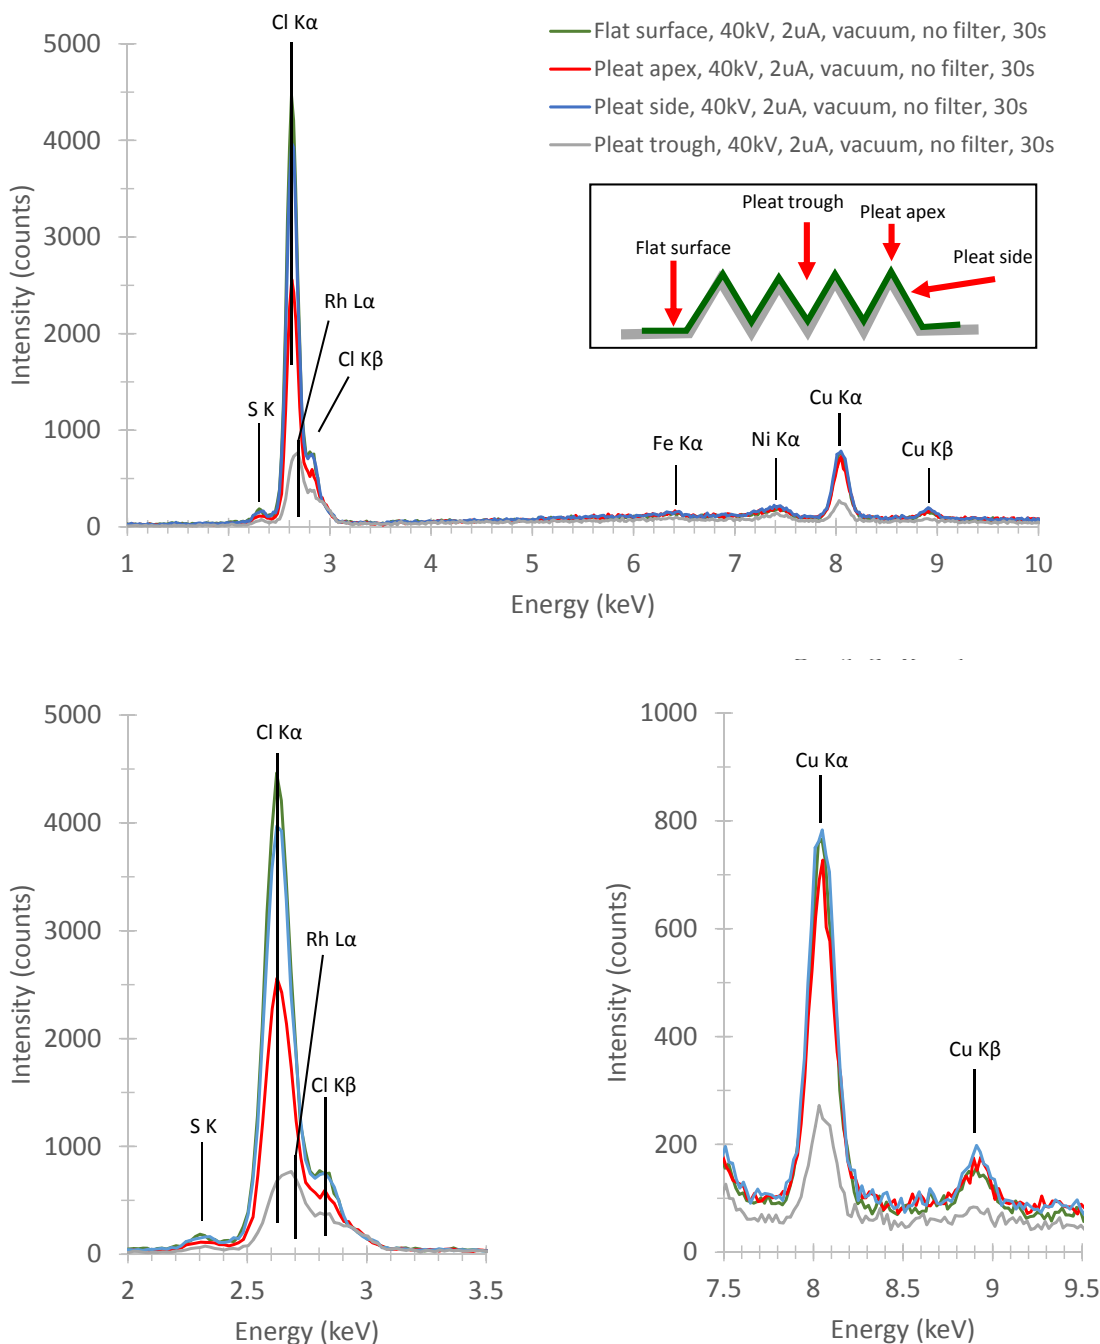 Cl Kα
5000
4000
3000
2000
1000
0
Intensity (counts)
Flat surface, 40kV, 2uA, vacuum, no filter, 30s
Pleat apex, 40kV, 2uA, vacuum, no filter, 30s
Pleat side, 40kV, 2uA, vacuum, no filter, 30s
Pleat trough, 40kV, 2uA, vacuum, no filter, 30s
Pleat trough
Pleat apex
Flat surface
Pleat side
Rh Lα
Cl Kβ
S K
Fe Kα
Ni Kα
Cu Kα
Cu Kβ
1 2 3 4 5 6 7 8 9 10
Energy (keV)
5000
4000
3000
2000
1000
0
Intensity (counts)
Cl Kα
Rh Lα
Cl Kβ
S K
2 2.5 3 3.5
Energy (keV)
1000
800
600
400
200
0
Intensity (counts)
Cu Kα
Cu Kβ
7.5 8 8.5 9 9.5
Energy (keV)